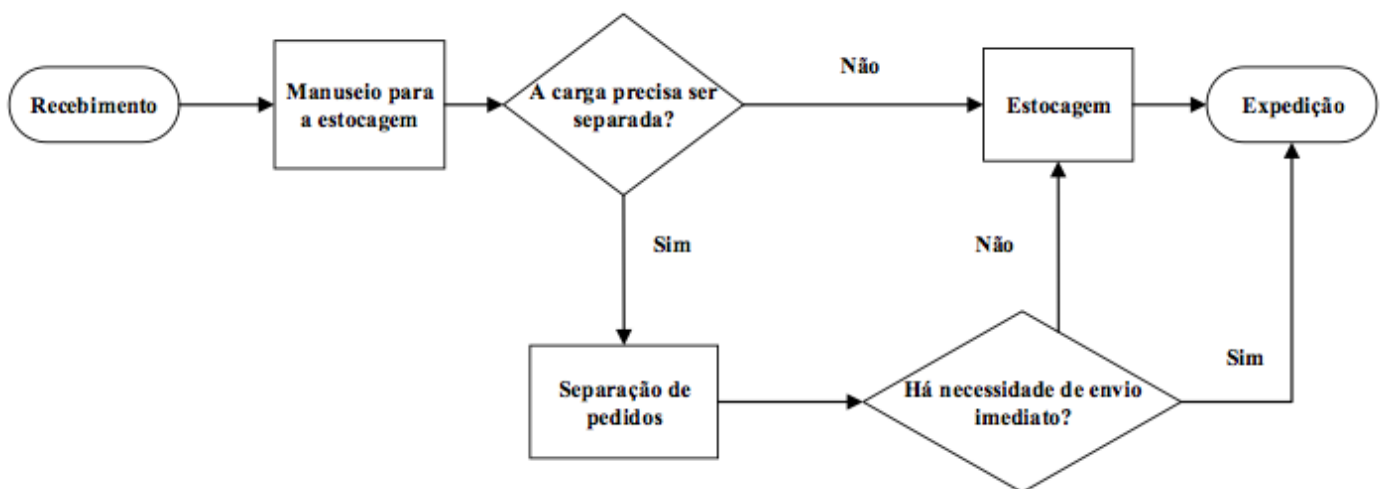 Recebimento
Manuseio para
a estocagem
A carga precisa ser
separada?
Não
Estocagem
Expedição
Sim
Não
Separação de
pedidos
Há necessidade de envio
imediato?
Sim